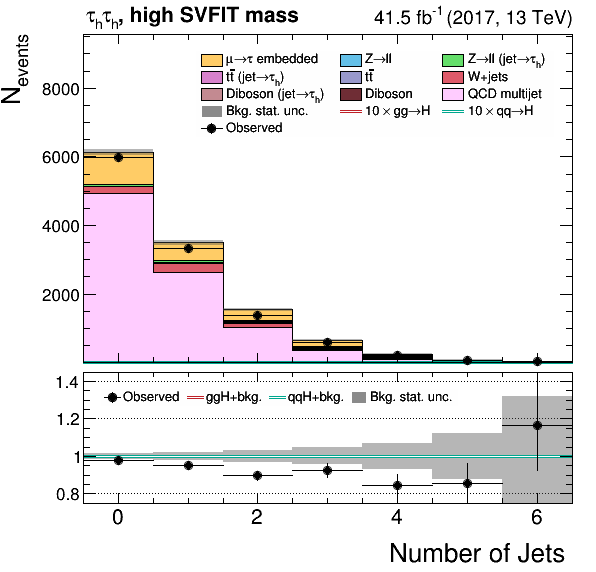 τhτh, high SVFIT mass 41.5 fb⁻¹ (2017, 13 TeV)
Nevents
μ→τ embedded Z→ll Z→ll (jet→τh)
tt̄ (jet→τh) tt̄ W+jets
Diboson (jet→τh) Diboson QCD multijet
Bkg. stat. unc. 10 × gg→H 10 × qq→H
Observed
8000
6000
4000
2000
1.4
Observed ggH+bkg. qqH+bkg. Bkg. stat. unc.
1.2
1
0.8
0 2 4 6
Number of Jets